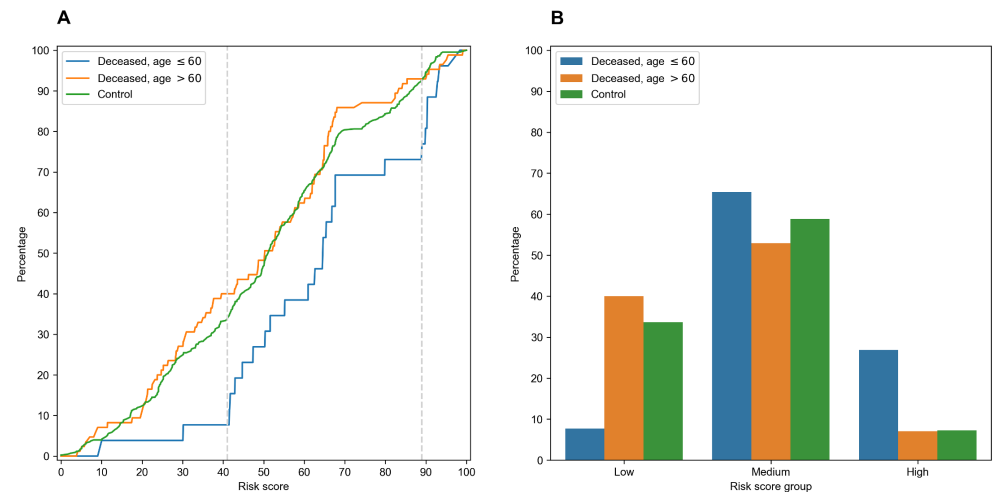 A
B
Deceased, age ≤ 60
Deceased, age > 60
Control
Percentage
100
90
80
70
60
50
40
30
20
10
0
0 10 20 30 40 50 60 70 80 90 100
Risk score
Deceased, age ≤ 60
Deceased, age > 60
Control
Percentage
100
90
80
70
60
50
40
30
20
10
0
Low Medium High
Risk score group